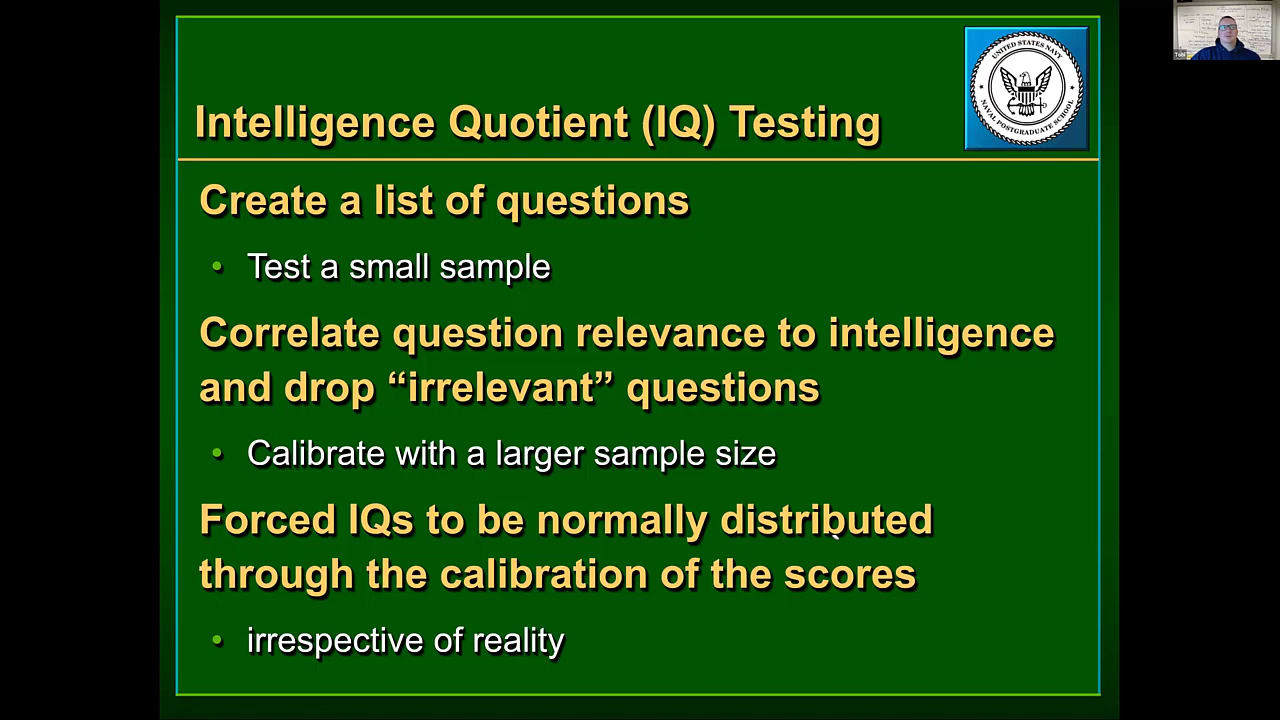 Intelligence Quotient (IQ) Testing
UNITED STATES NAVY
NAVAL POSTGRADUATE SCHOOL
Create a list of questions
• Test a small sample
Correlate question relevance to intelligence
and drop “irrelevant” questions
• Calibrate with a larger sample size
Forced IQs to be normally distributed
through the calibration of the scores
• irrespective of reality